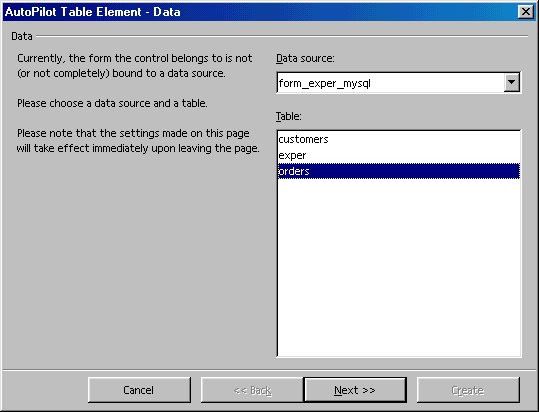 AutoPilot Table Element - Data
Data
Currently, the form the control belongs to is not
(or not completely) bound to a data source.
Please choose a data source and a table.
Please note that the settings made on this page
will take effect immediately upon leaving the page.
Data source:
form_exper_mysql
Table:
customers
exper
orders
Cancel
<< Back
Next >>
Create